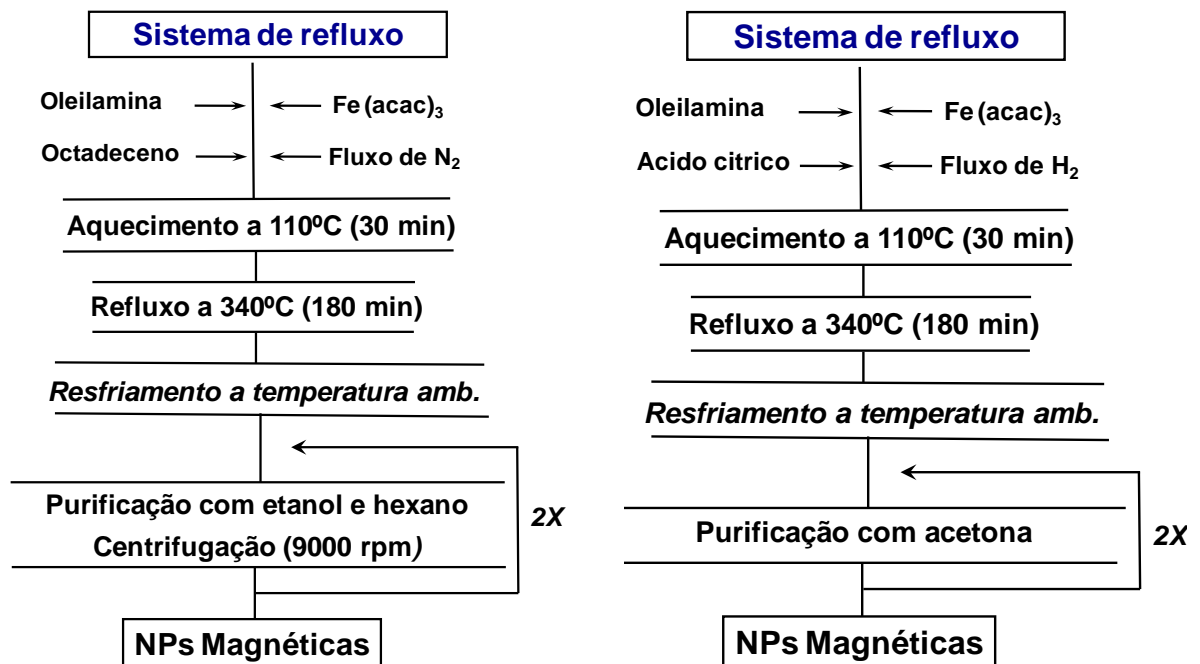 Sistema de refluxo
Oleilamina
Fe (acac)₃
Octadeceno
Fluxo de N₂
Aquecimento a 110ºC (30 min)
Refluxo a 340ºC (180 min)
Resfriamento a temperatura amb.
Purificação com etanol e hexano
Centrifugação (9000 rpm)
2X
NPs Magnéticas
Sistema de refluxo
Oleilamina
Fe (acac)₃
Acido citrico
Fluxo de H₂
Aquecimento a 110ºC (30 min)
Refluxo a 340ºC (180 min)
Resfriamento a temperatura amb.
Purificação com acetona
2X
NPs Magnéticas